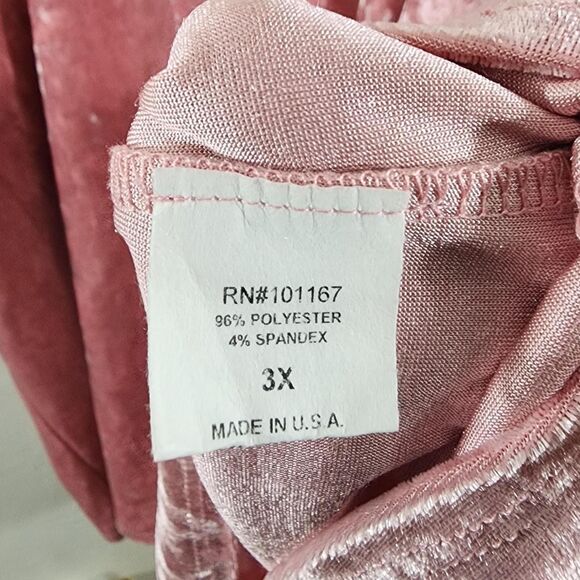 RN#101167
96% POLYESTER
4% SPANDEX
3X
MADE IN U.S.A.